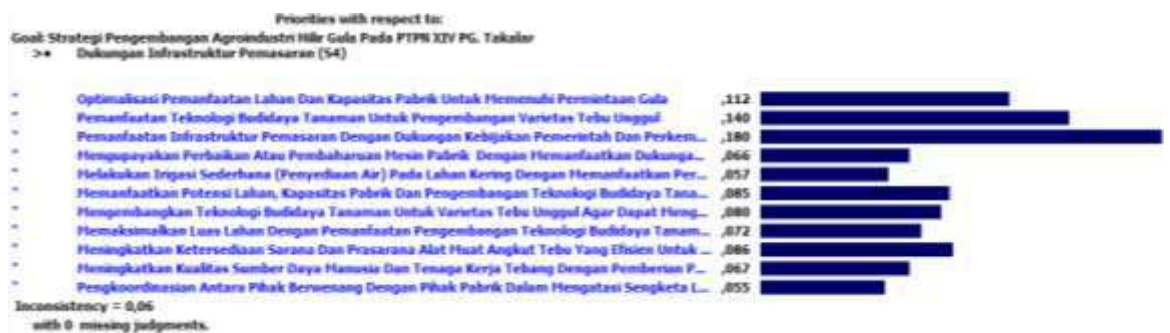 Priorities with respect to:
Goal: Strategi Pengembangan Agroindustri Hilir Gula Pada PTPN XIV PG. Takalar
>* Dukungan Infrastruktur Pemasaran (S4)
Optimalisasi Pemanfaatan Lahan Dan Kapasitas Pabrik Untuk Memenuhi Permintaan Gula ,112
Pemanfaatan Teknologi Budidaya Tanaman Untuk Pengembangan Varietas Tebu Unggul ,140
Pemanfaatan Infrastruktur Pemasaran Dengan Dukungan Kebijakan Pemerintah Dan Perkem... ,180
Mengupayakan Perbaikan Atau Pembaharuan Mesin Pabrik Dengan Memanfaatkan Dukunga... ,066
Melakukan Irigasi Sederhana (Penyediaan Air) Pada Lahan Kering Dengan Memanfaatkan Per... ,057
Memanfaatkan Potensi Lahan, Kapasitas Pabrik Dan Pengembangan Teknologi Budidaya Tana... ,085
Mengembangkan Teknologi Budidaya Tanaman Untuk Varietas Tebu Unggul Agar Dapat Meng... ,080
Memaksimalkan Luas Lahan Dengan Pemanfaatan Pengembangan Teknologi Budidaya Tanam... ,072
Meningkatkan Ketersediaan Sarana Dan Prasarana Alat Muat Angkut Tebu Yang Efisien Untuk ... ,086
Meningkatkan Kualitas Sumber Daya Manusia Dan Tenaga Kerja Tebang Dengan Pemberian P... ,067
Pengkoordinasian Antara Pihak Berwenang Dengan Pihak Pabrik Dalam Mengatasi Sengketa L... ,055
Inconsistency = 0,06
with 0 missing judgments.